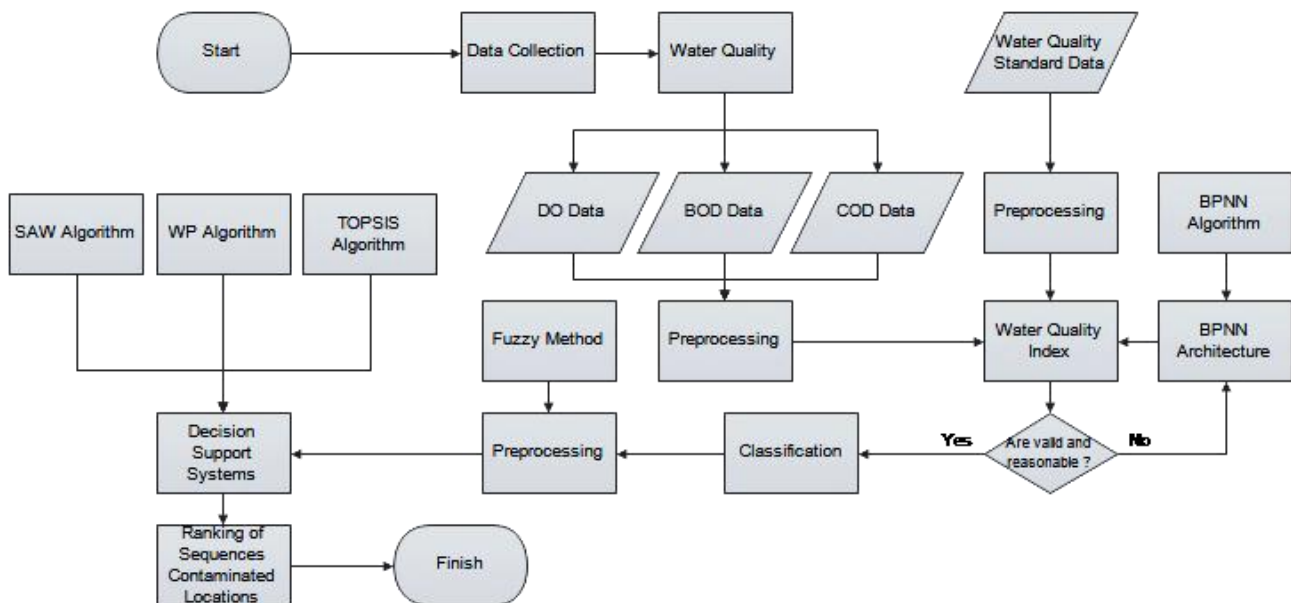 Start
Data Collection
Water Quality
Water Quality
Standard Data
DO Data
BOD Data
COD Data
SAW Algorithm
WP Algorithm
TOPSIS
Algorithm
Preprocessing
BPNN
Algorithm
Fuzzy Method
Preprocessing
Water Quality
Index
BPNN
Architecture
Decision
Support
Systems
Preprocessing
Classification
Yes
Are valid and
reasonable ?
No
Ranking of
Sequences
Contaminated
Locations
Finish